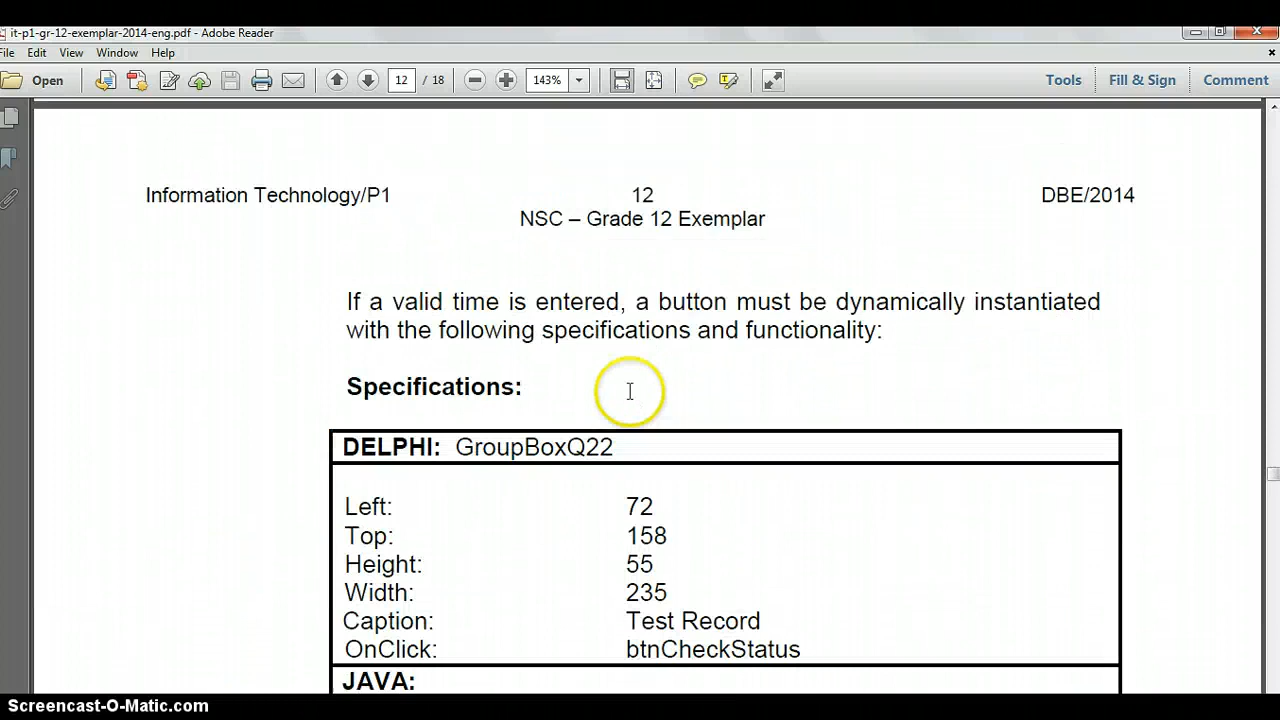 it-p1-gr-12-exemplar-2014-eng.pdf - Adobe Reader
File Edit View Window Help
Open 12 / 18 143% Tools Fill & Sign Comment
Information Technology/P1 12 DBE/2014
NSC – Grade 12 Exemplar
If a valid time is entered, a button must be dynamically instantiated
with the following specifications and functionality:
Specifications:
DELPHI: GroupBoxQ22
Left: 72
Top: 158
Height: 55
Width: 235
Caption: Test Record
OnClick: btnCheckStatus
JAVA:
Screencast-O-Matic.com